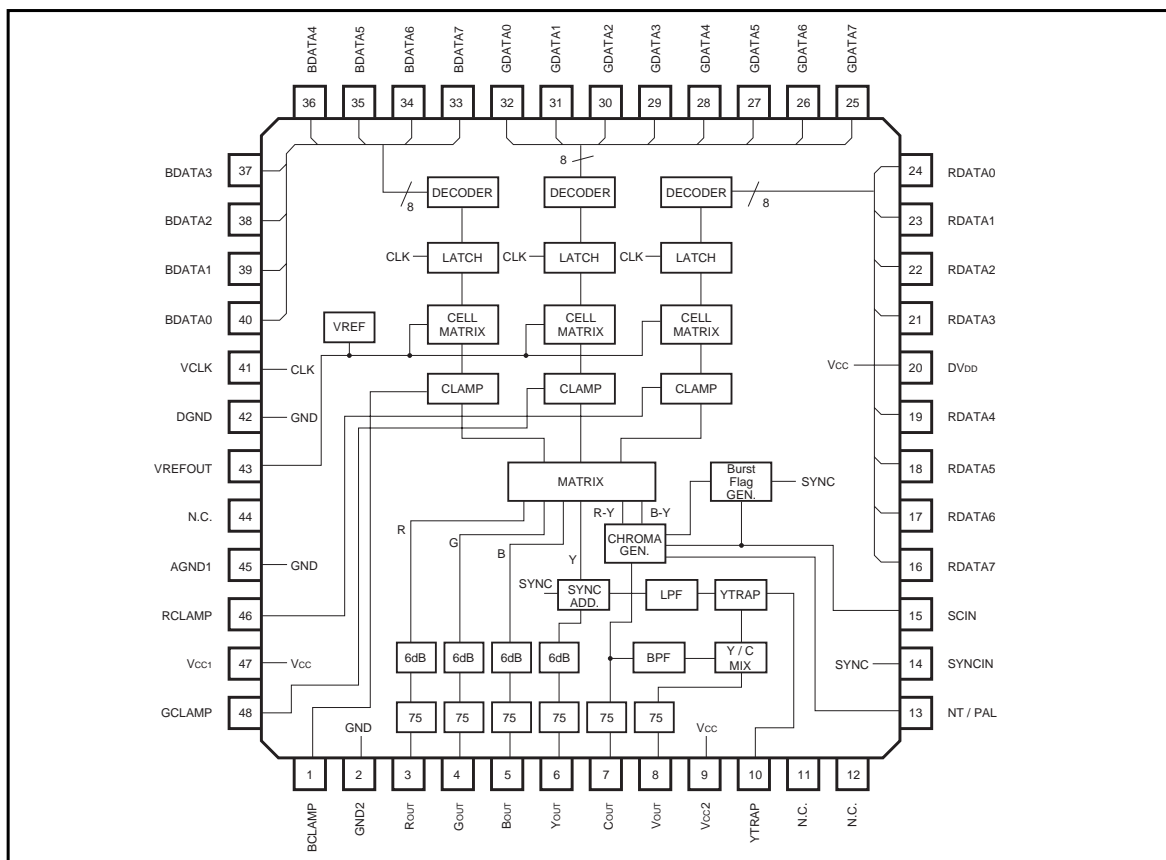 BDATA4
BDATA5
BDATA6
BDATA7
GDATA0
GDATA1
GDATA2
GDATA3
GDATA4
GDATA5
GDATA6
GDATA7
36
35
34
33
32
31
30
29
28
27
26
25
BDATA3
37
BDATA2
38
BDATA1
39
BDATA0
40
VCLK
41
CLK
DGND
42
GND
VREFOUT
43
N.C.
44
AGND1
45
GND
RCLAMP
46
VCC1
47
VCC
GCLAMP
48
24
RDATA0
23
RDATA1
22
RDATA2
21
RDATA3
VCC
20
DVDD
19
RDATA4
18
RDATA5
17
RDATA6
16
RDATA7
15
SCIN
SYNC
14
SYNCIN
13
NT / PAL
8
8
8
DECODER
DECODER
DECODER
CLK
LATCH
CLK
LATCH
CLK
LATCH
VREF
CELL
MATRIX
CELL
MATRIX
CELL
MATRIX
CLAMP
CLAMP
CLAMP
MATRIX
Burst
Flag
GEN.
SYNC
R
G
B
Y
R-Y
B-Y
CHROMA
GEN.
SYNC
SYNC
ADD.
LPF
YTRAP
6dB
6dB
6dB
6dB
BPF
Y / C
MIX
GND
75
75
75
75
75
75
VCC
1
2
3
4
5
6
7
8
9
10
11
12
BCLAMP
GND2
ROUT
GOUT
BOUT
YOUT
COUT
VOUT
VCC2
YTRAP
N.C.
N.C.